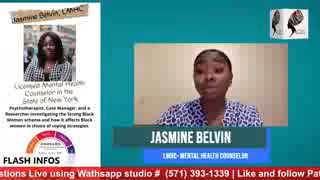 Jasmine Belvin, LMHC
Licensed Mental Health
Counselor in the
State of New York
Psychotherapist, Case Manager, and a
Researcher investigating the Strong Black
Women schema and how it affects Black
women in choice of coping strategies.
FLASH INFOS
JASMINE BELVIN
LMHC- MENTAL HEALTH COUNSELOR
stions Live using Wathsapp studio # (571) 393-1339 | Like and follow Pat